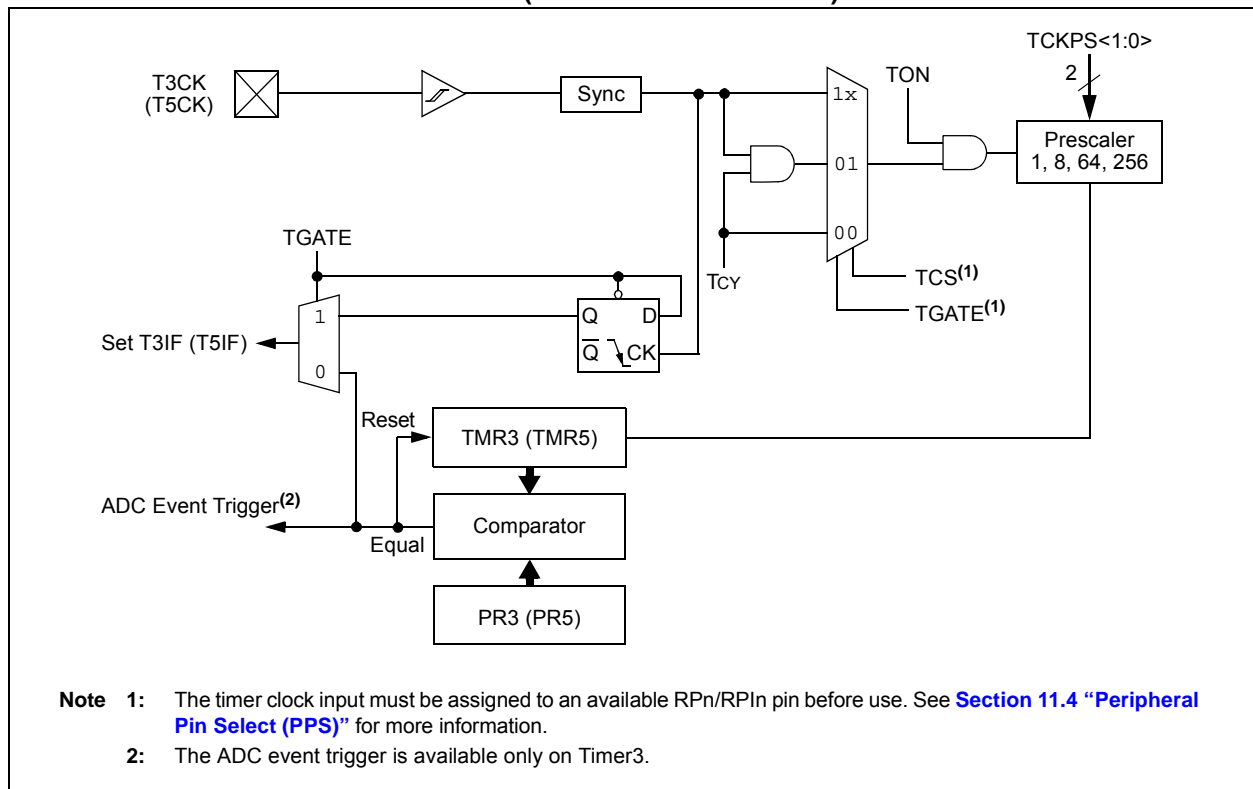 TCKPS<1:0>
2
T3CK
(T5CK)
Sync
1x
TON
Prescaler
1, 8, 64, 256
01
00
TGATE
TCY
TCS(1)
TGATE(1)
1
Q D
Set T3IF (T5IF)
Q CK
0
Reset
TMR3 (TMR5)
ADC Event Trigger(2)
Equal
Comparator
PR3 (PR5)
Note 1: The timer clock input must be assigned to an available RPn/RPIn pin before use. See Section 11.4 “Peripheral
Pin Select (PPS)” for more information.
2: The ADC event trigger is available only on Timer3.